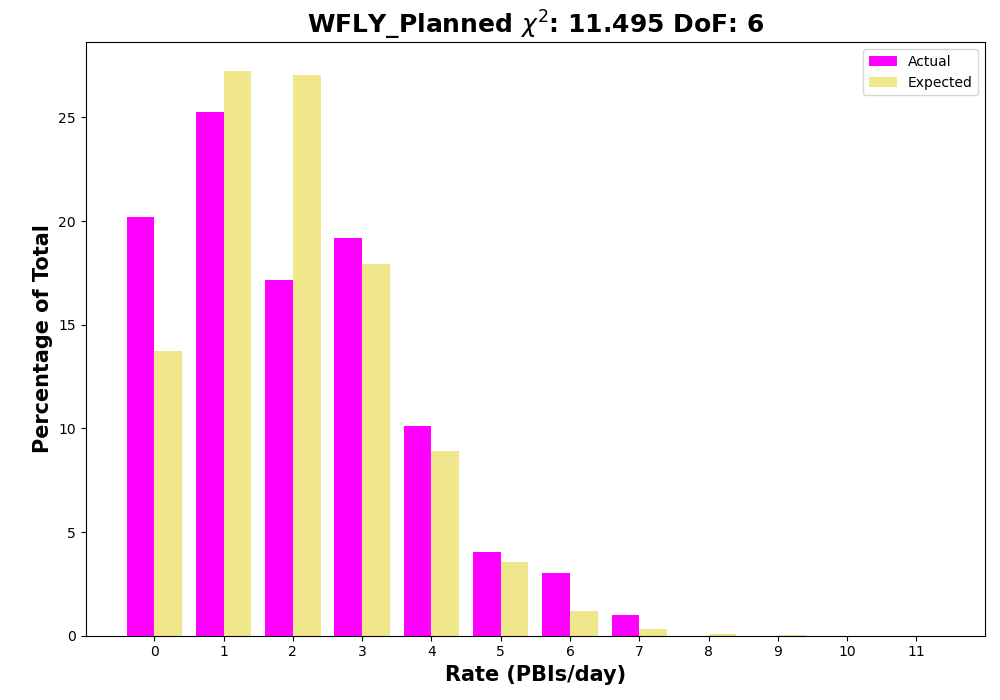 WFLY_Planned χ²: 11.495 DoF: 6
Actual
Expected
Percentage of Total
25
20
15
10
5
0
0 1 2 3 4 5 6 7 8 9 10 11
Rate (PBIs/day)